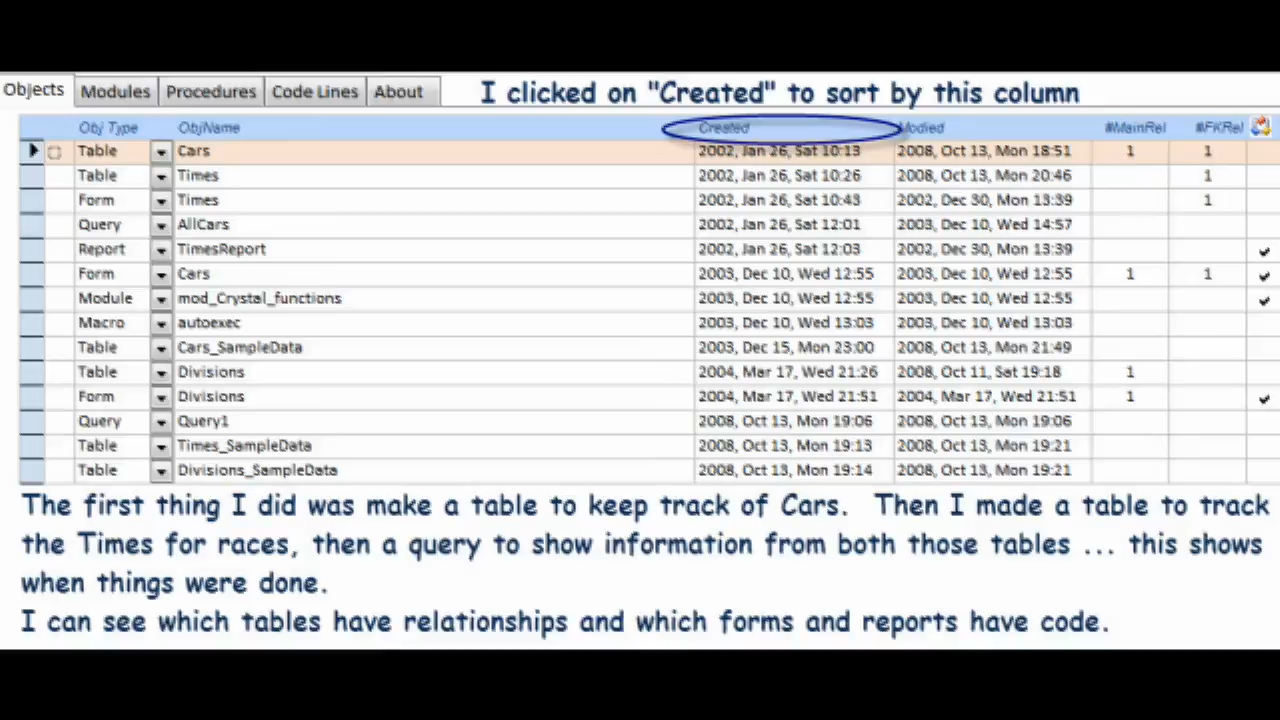 Objects Modules Procedures Code Lines About I clicked on "Created" to sort by this column
Obj Type ObjName Created Modied #MainRel #FKRel
Table Cars 2002, Jan 26, Sat 10:13 2008, Oct 13, Mon 18:51 1 1
Table Times 2002, Jan 26, Sat 10:26 2008, Oct 13, Mon 20:46 1
Form Times 2002, Jan 26, Sat 10:43 2002, Dec 30, Mon 13:39 1
Query AllCars 2002, Jan 26, Sat 12:01 2003, Dec 10, Wed 14:57
Report TimesReport 2002, Jan 26, Sat 12:03 2002, Dec 30, Mon 13:39
Form Cars 2003, Dec 10, Wed 12:55 2003, Dec 10, Wed 12:55 1 1
Module mod_Crystal_functions 2003, Dec 10, Wed 12:55 2003, Dec 10, Wed 12:55
Macro autoexec 2003, Dec 10, Wed 13:03 2003, Dec 10, Wed 13:03
Table Cars_SampleData 2003, Dec 15, Mon 23:00 2008, Oct 13, Mon 21:49
Table Divisions 2004, Mar 17, Wed 21:26 2008, Oct 11, Sat 19:18 1
Form Divisions 2004, Mar 17, Wed 21:51 2004, Mar 17, Wed 21:51 1
Query Query1 2008, Oct 13, Mon 19:06 2008, Oct 13, Mon 19:06
Table Times_SampleData 2008, Oct 13, Mon 19:13 2008, Oct 13, Mon 19:21
Table Divisions_SampleData 2008, Oct 13, Mon 19:14 2008, Oct 13, Mon 19:21
The first thing I did was make a table to keep track of Cars. Then I made a table to track
the Times for races, then a query to show information from both those tables ... this shows
when things were done.
I can see which tables have relationships and which forms and reports have code.